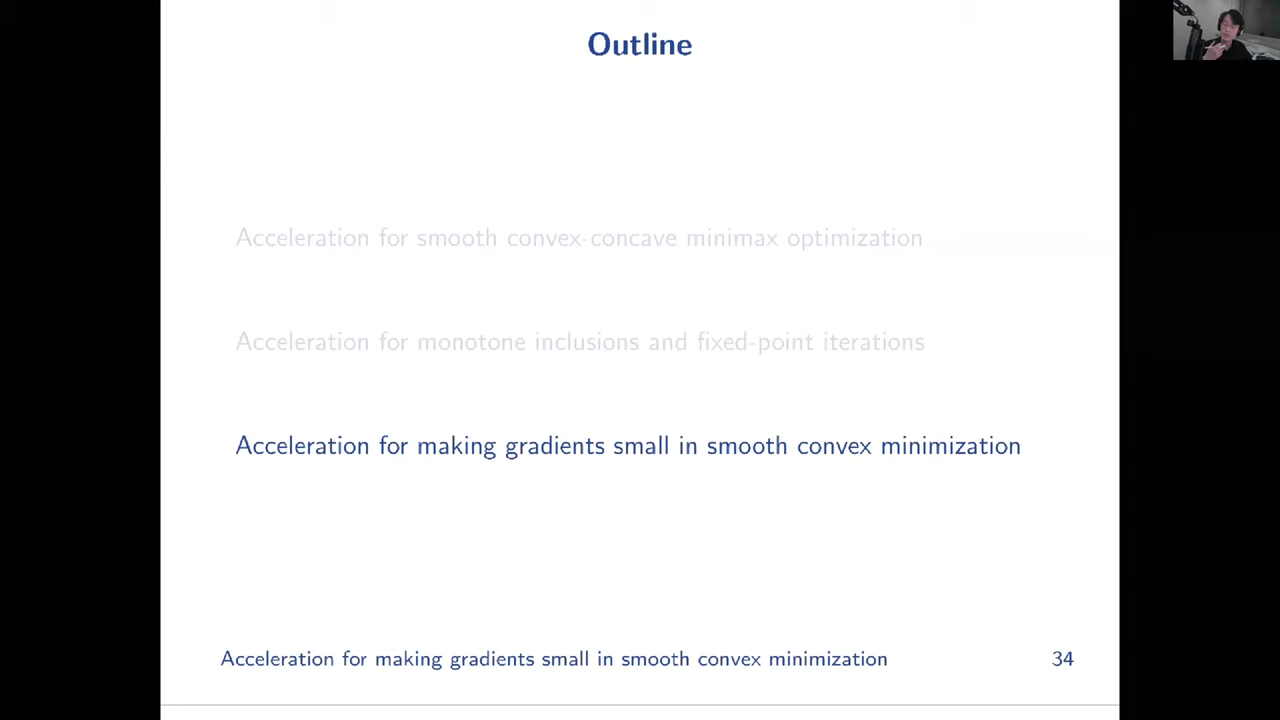 Outline
Acceleration for smooth convex-concave minimax optimization
Acceleration for monotone inclusions and fixed-point iterations
Acceleration for making gradients small in smooth convex minimization
Acceleration for making gradients small in smooth convex minimization 34